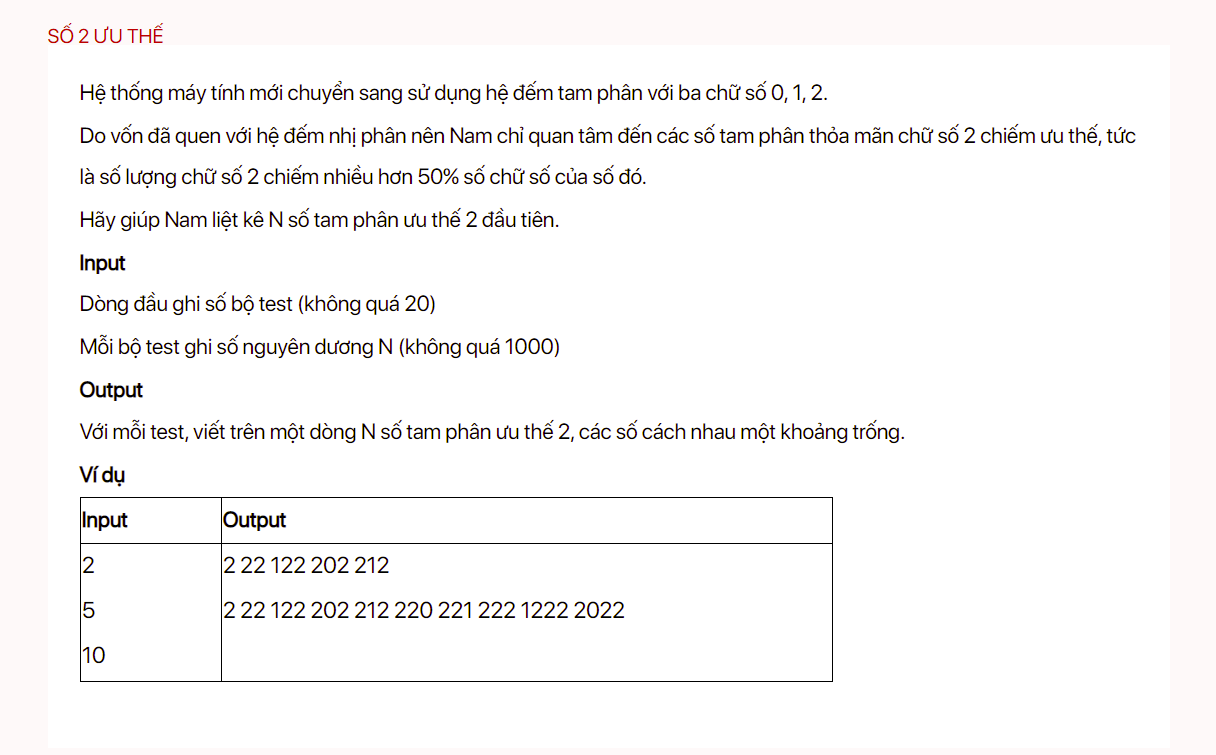 SỐ 2 ƯU THẾ
Hệ thống máy tính mới chuyển sang sử dụng hệ đếm tam phân với ba chữ số 0, 1, 2.
Do vốn đã quen với hệ đếm nhị phân nên Nam chỉ quan tâm đến các số tam phân thỏa mãn chữ số 2 chiếm ưu thế, tức
là số lượng chữ số 2 chiếm nhiều hơn 50% số chữ số của số đó.
Hãy giúp Nam liệt kê N số tam phân ưu thế 2 đầu tiên.
Input
Dòng đầu ghi số bộ test (không quá 20)
Mỗi bộ test ghi số nguyên dương N (không quá 1000)
Output
Với mỗi test, viết trên một dòng N số tam phân ưu thế 2, các số cách nhau một khoảng trống.
Ví dụ
Input Output
2 2 22 122 202 212
5 2 22 122 202 212 220 221 222 1222 2022
10